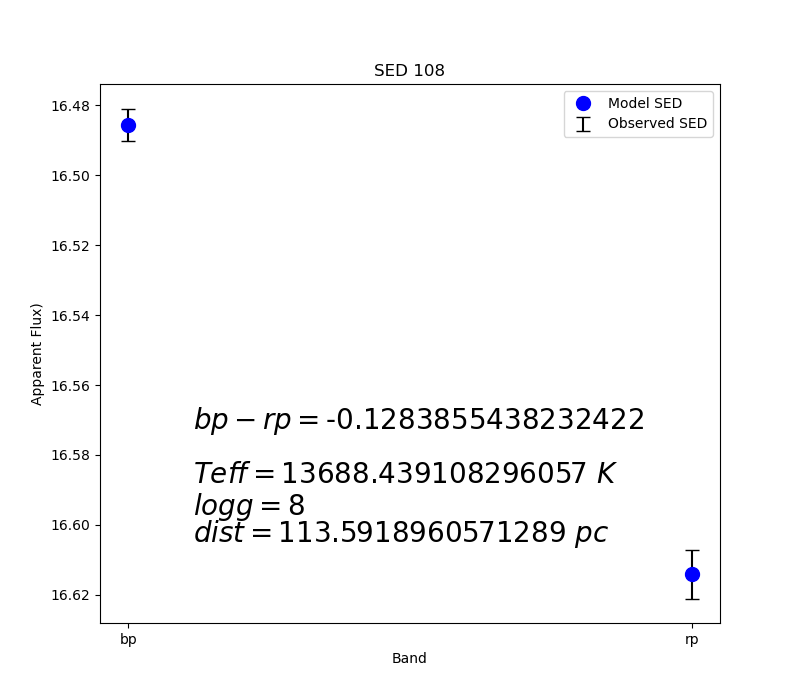 SED 108
Model SED
Observed SED
16.48
16.50
16.52
16.54
16.56
16.58
16.60
16.62
Apparent Flux)
bp − rp = -0.1283855438232422
Teff = 13688.439108296057 K
logg = 8
dist = 113.5918960571289 pc
bp
rp
Band